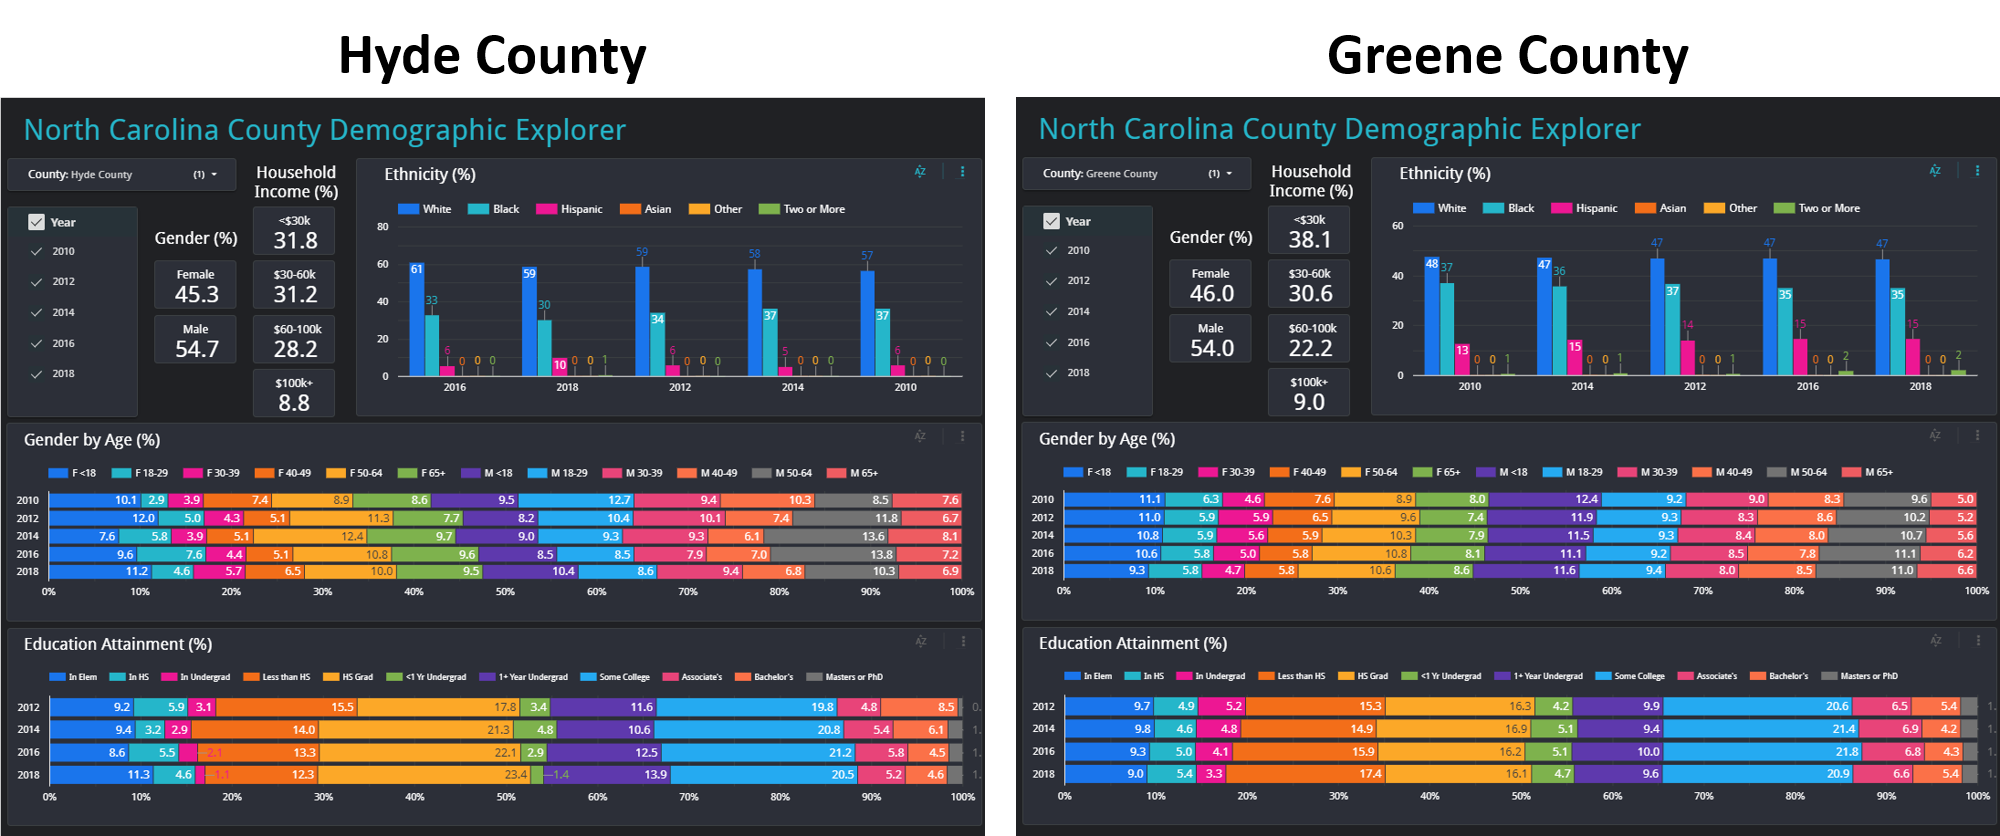 Hyde County
North Carolina County Demographic Explorer
County: Hyde County (1)
Year
2010
2012
2014
2016
2018
Gender (%)
Female
45.3
Male
54.7
Household
Income (%)
<$30k
31.8
$30-60k
31.2
$60-100k
28.2
$100k+
8.8
Ethnicity (%)
White Black Hispanic Asian Other Two or More
80
60
40
20
0
61 33 6 0 0 0
59 30 10 0 0 1
59 34 6 0 0 0
58 37 5 0 0 0
57 37 6 0 0 0
2016 2018 2012 2014 2010
Gender by Age (%)
F <18 F 18-29 F 30-39 F 40-49 F 50-64 F 65+ M <18 M 18-29 M 30-39 M 40-49 M 50-64 M 65+
2010 10.1 2.9 3.9 7.4 8.9 8.6 9.5 12.7 9.4 10.3 8.5 7.6
2012 12.0 5.0 4.3 5.1 11.3 7.7 8.2 10.4 10.1 7.4 11.8 6.7
2014 7.6 5.8 3.9 5.1 12.4 9.7 9.0 9.3 9.3 6.1 13.6 8.1
2016 9.6 7.6 4.4 5.1 10.8 9.6 8.5 8.5 7.9 7.0 13.8 7.2
2018 11.2 4.6 5.7 6.5 10.0 9.5 10.4 8.6 9.4 6.8 10.3 6.9
0% 10% 20% 30% 40% 50% 60% 70% 80% 90% 100%
Education Attainment (%)
In Elem In HS In Undergrad Less than HS HS Grad <1 Yr Undergrad 1+ Year Undergrad Some College Associate's Bachelor's Masters or PhD
2012 9.2 5.9 3.1 15.5 17.8 3.4 11.6 19.8 4.8 8.5 0.
2014 9.4 3.2 2.9 14.0 21.3 4.8 10.6 20.8 5.4 6.1 1.
2016 8.6 5.5 2.1 13.3 22.1 2.9 12.5 21.2 5.8 4.5 1.
2018 11.3 4.6 1.1 12.3 23.4 1.4 13.9 20.5 5.2 4.6 1.
0% 10% 20% 30% 40% 50% 60% 70% 80% 90% 100%
Greene County
North Carolina County Demographic Explorer
County: Greene County (1)
Year
2010
2012
2014
2016
2018
Gender (%)
Female
46.0
Male
54.0
Household
Income (%)
<$30k
38.1
$30-60k
30.6
$60-100k
22.2
$100k+
9.0
Ethnicity (%)
White Black Hispanic Asian Other Two or More
60
40
20
0
48 37 13 0 0 1
47 36 15 0 0 1
47 37 14 0 0 1
47 35 15 0 0 2
47 35 15 0 0 2
2010 2014 2012 2016 2018
Gender by Age (%)
F <18 F 18-29 F 30-39 F 40-49 F 50-64 F 65+ M <18 M 18-29 M 30-39 M 40-49 M 50-64 M 65+
2010 11.1 6.3 4.6 7.6 8.9 8.0 12.4 9.2 9.0 8.3 9.6 5.0
2012 11.0 5.9 5.9 6.5 9.6 7.4 11.9 9.3 8.3 8.6 10.2 5.2
2014 10.8 5.9 5.6 5.9 10.3 7.9 11.5 9.3 8.4 8.0 10.7 5.6
2016 10.6 5.8 5.0 5.8 10.8 8.1 11.1 9.2 8.5 7.8 11.1 6.2
2018 9.3 5.8 4.7 5.8 10.6 8.6 11.6 9.4 8.0 8.5 11.0 6.6
0% 10% 20% 30% 40% 50% 60% 70% 80% 90% 100%
Education Attainment (%)
In Elem In HS In Undergrad Less than HS HS Grad <1 Yr Undergrad 1+ Year Undergrad Some College Associate's Bachelor's Masters or PhD
2012 9.7 4.9 5.2 15.3 16.3 4.2 9.9 20.6 6.5 5.4 1.
2014 9.8 4.6 4.8 14.9 16.9 5.1 9.4 21.4 6.9 4.2 1.
2016 9.3 5.0 4.1 15.9 16.2 5.1 10.0 21.8 6.8 4.3 1.
2018 9.0 5.4 3.3 17.4 16.1 4.7 9.6 20.9 6.6 5.4 1.
0% 10% 20% 30% 40% 50% 60% 70% 80% 90% 100%